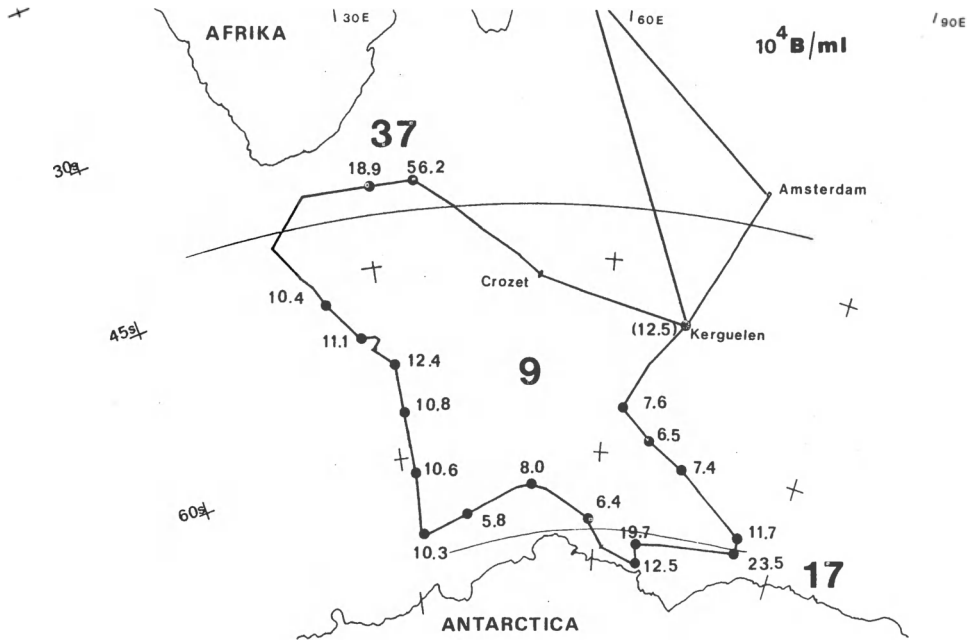 30E
60E
90E
AFRIKA
10⁴ B/ml
37
30s
18.9
56.2
Amsterdam
Crozet
10.4
45s
11.1
(12.5)
Kerguelen
12.4
9
10.8
7.6
6.5
10.6
8.0
7.4
60s
5.8
6.4
10.3
19.7
11.7
12.5
23.5
17
ANTARCTICA